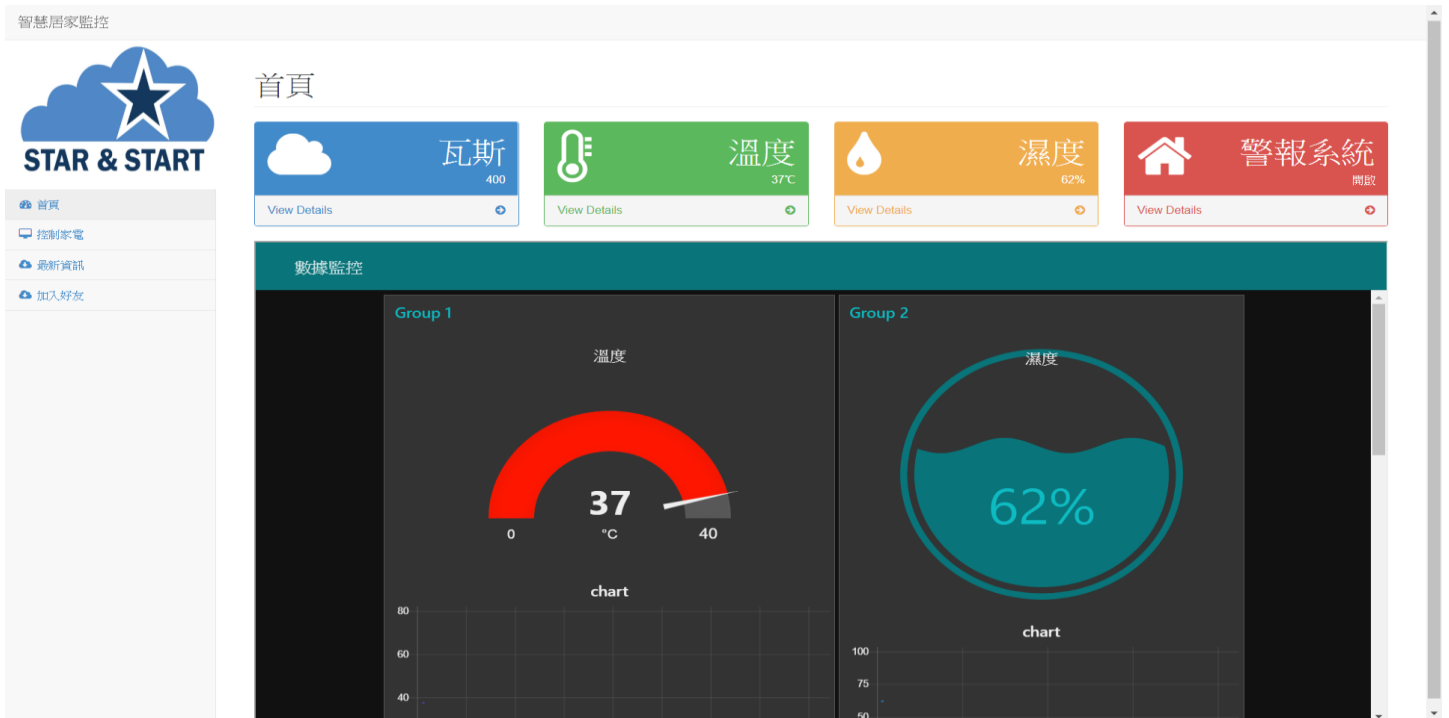 智慧居家監控
STAR & START
首頁
控制家電
最新資訊
加入好友
首頁
瓦斯
400
View Details
溫度
37℃
View Details
濕度
62%
View Details
警報系統
開啟
View Details
數據監控
Group 1
溫度
37
0
°C
40
chart
80
60
40
Group 2
濕度
62%
chart
100
75
50